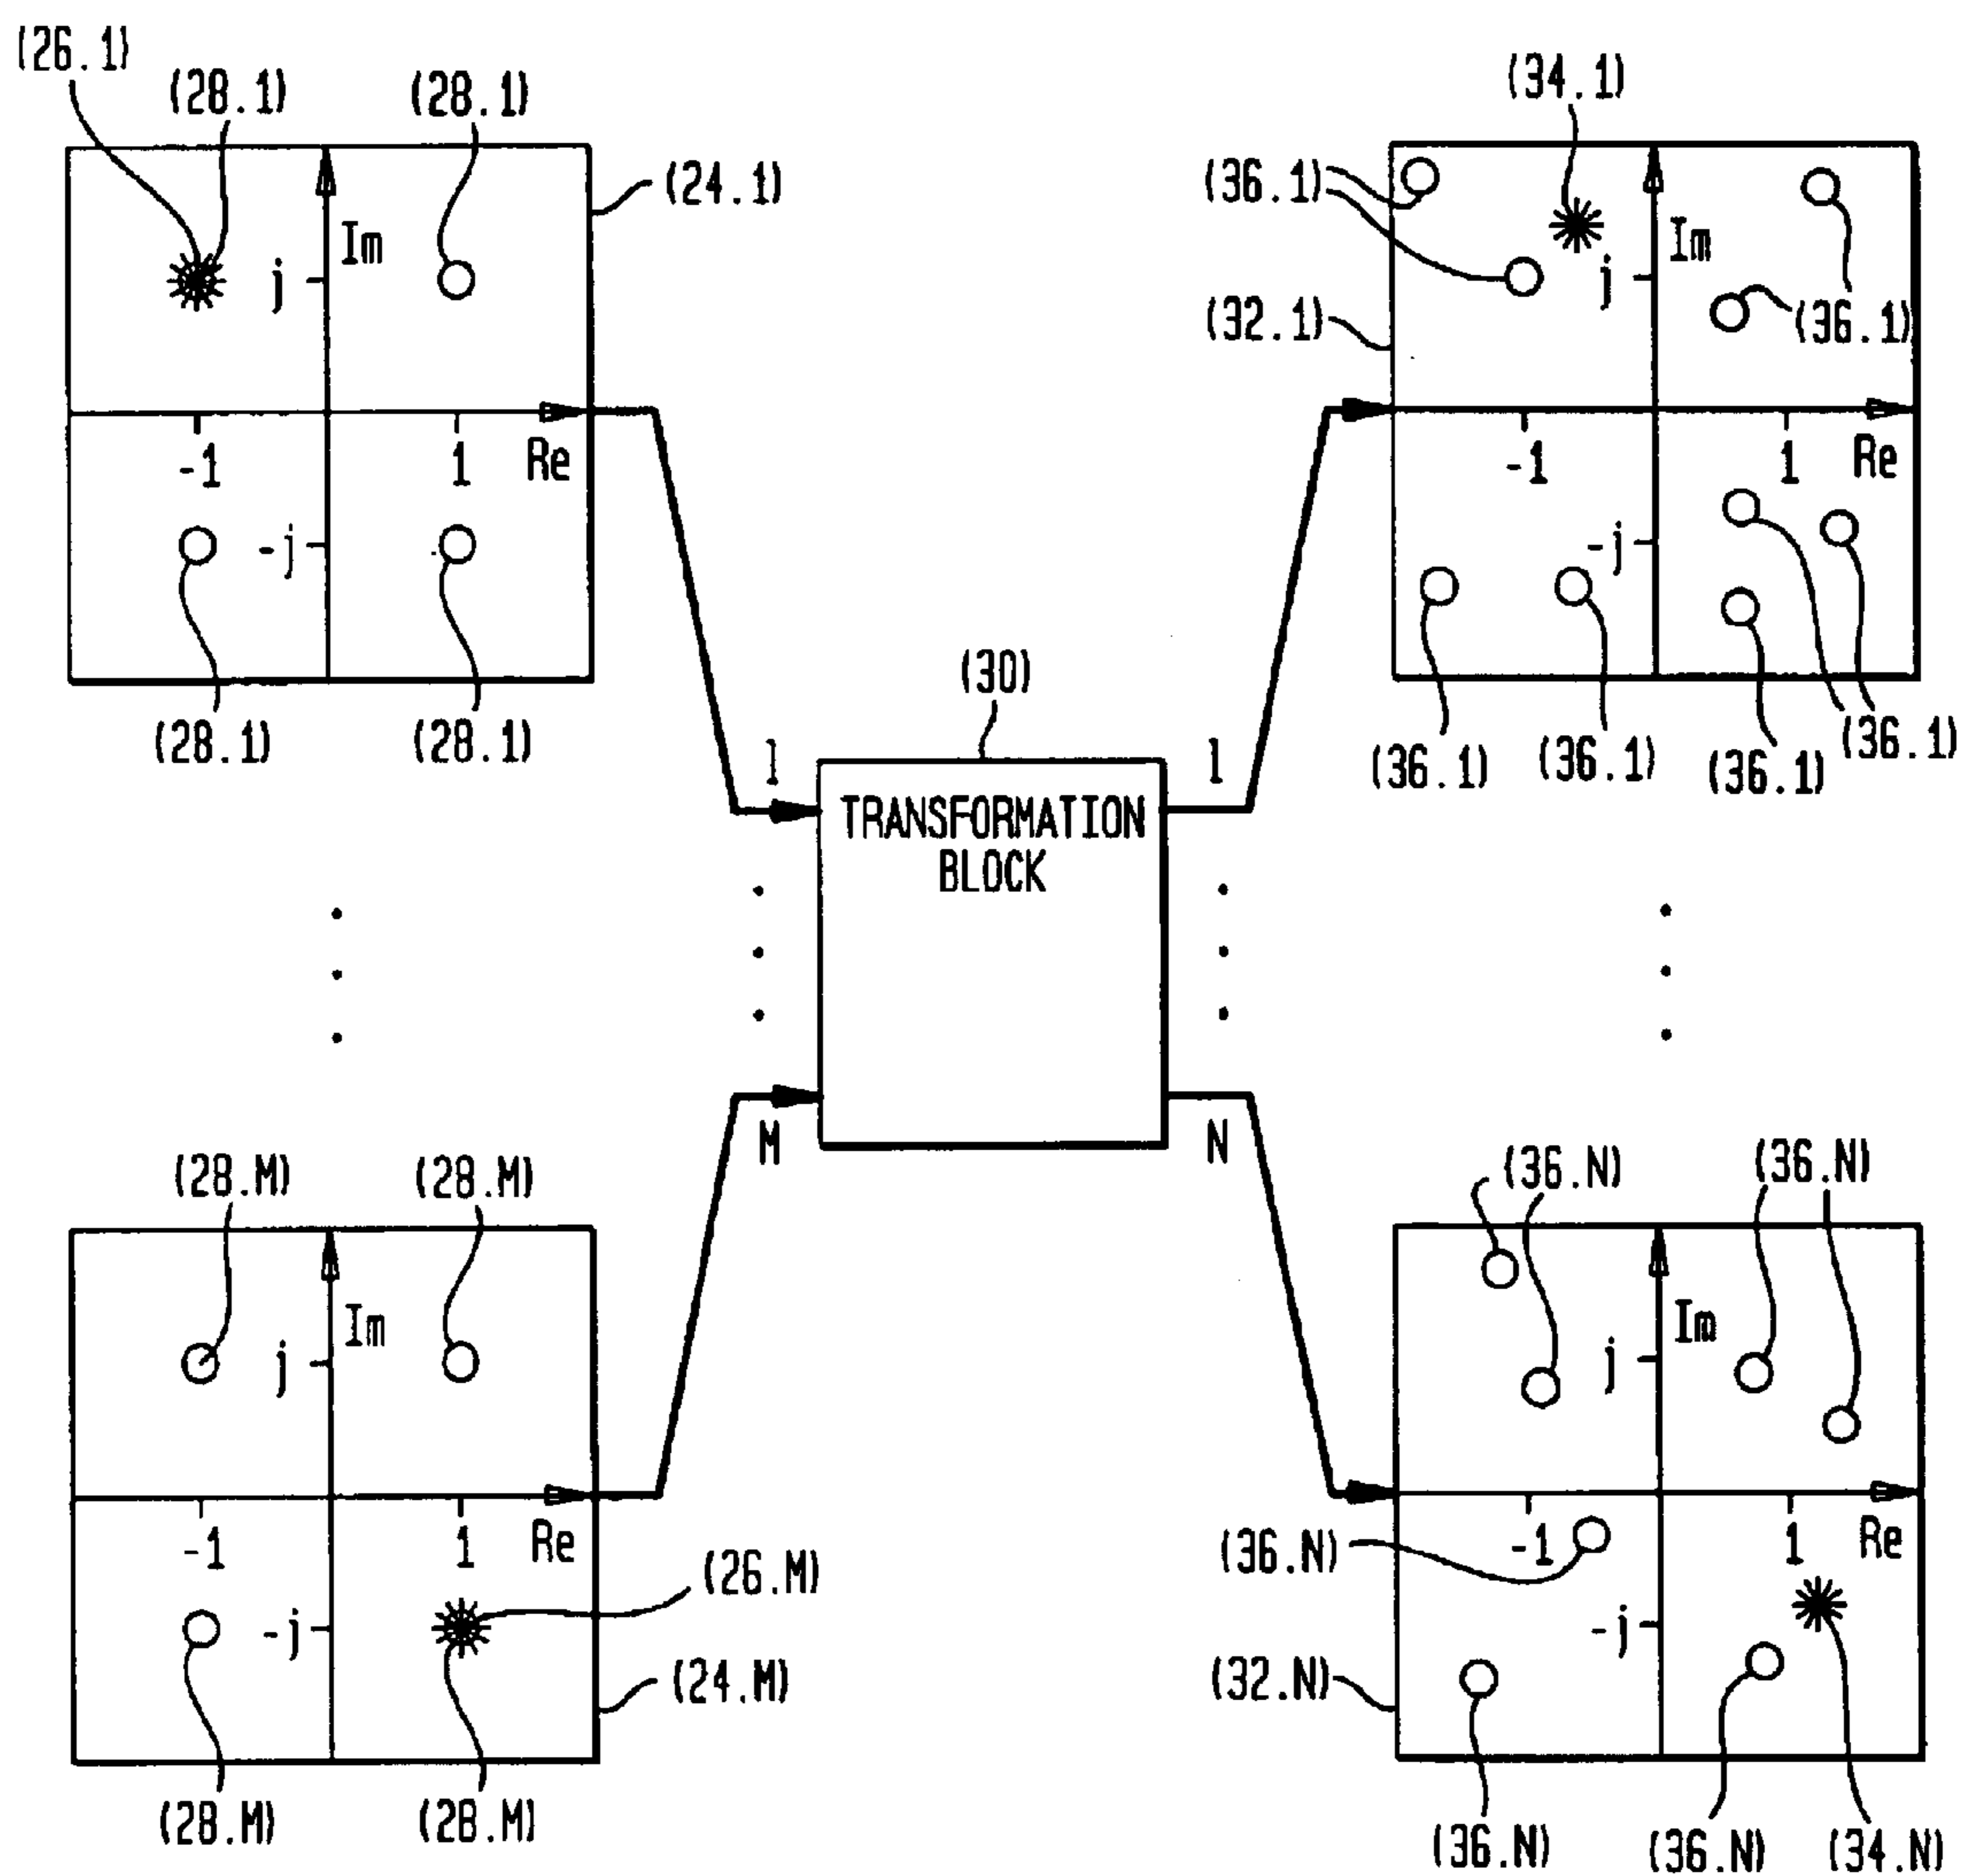 (26.1)
(28.1)
(28.1)
(24.1)
Im
j
-1
1
Re
-j
(28.1)
(28.1)
(34.1)
(36.1)
Im
j
(36.1)
(32.1)
-1
1
Re
-j
(36.1)
(36.1)
(36.1)
(36.1)
(30)
1
1
TRANSFORMATION
BLOCK
M
N
(28.M)
(28.M)
Im
j
-1
1
Re
(26.M)
-j
(24.M)
(28.M)
(28.M)
(36.N)
(36.N)
Im
j
(36.N)
-1
1
Re
-j
(32.N)
(36.N)
(36.N)
(34.N)